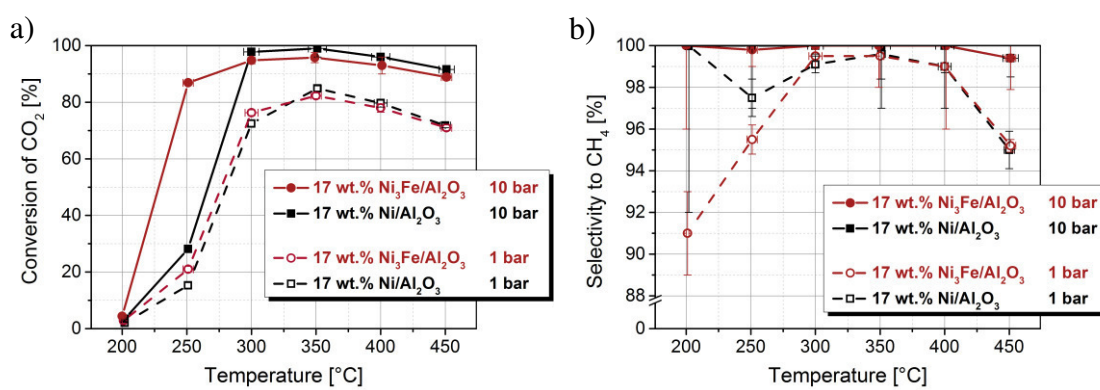 a)
Conversion of CO₂ [%]
100
80
60
40
20
0
200 250 300 350 400 450
Temperature [°C]
17 wt.% Ni₃Fe/Al₂O₃ 10 bar
17 wt.% Ni/Al₂O₃ 10 bar
17 wt.% Ni₃Fe/Al₂O₃ 1 bar
17 wt.% Ni/Al₂O₃ 1 bar
b)
Selectivity to CH₄ [%]
100
98
96
94
92
90
88
0
200 250 300 350 400 450
Temperature [°C]
17 wt.% Ni₃Fe/Al₂O₃ 10 bar
17 wt.% Ni/Al₂O₃ 10 bar
17 wt.% Ni₃Fe/Al₂O₃ 1 bar
17 wt.% Ni/Al₂O₃ 1 bar